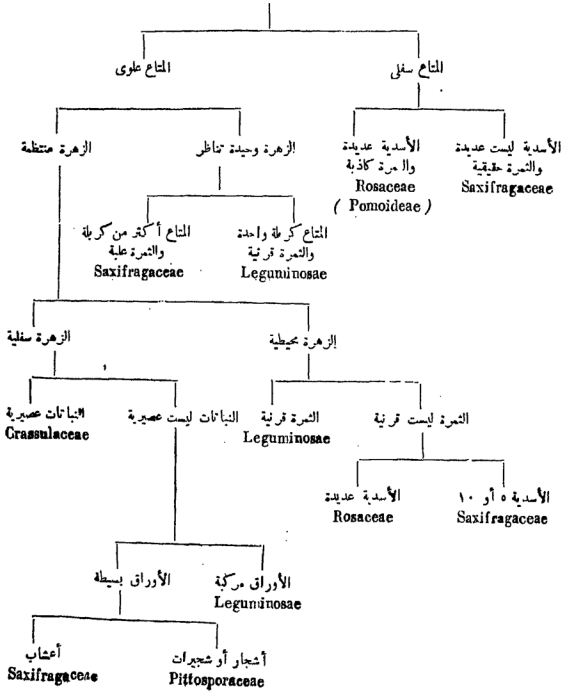 المتاع سفلى
المتاع علوى
الأسدية ليست عديدة
والثمرة حقيقية
Saxifragaceae
الأسدية عديدة
والثمرة كاذبة
Rosaceae
( Pomoideae )
الزهرة وحيدة تناظر
الزهرة منتظمة
المتاع كربلة واحدة
والثمرة قرنية
Leguminosae
المتاع أكثر من كربلة
والثمرة علبة
Saxifragaceae
الزهرة محيطية
الزهرة سفلية
الثمرة ليست قرنية
الثمرة قرنية
Leguminosae
النباتات ليست عصيرية
النباتات عصيرية
Crassulaceae
الأسدية ٥ أو ١٠
Saxifragaceae
الأسدية عديدة
Rosaceae
الأوراق مركبة
Leguminosae
الأوراق بسيطة
أشجار أو شجيرات
Pittosporaceae
أعشاب
Saxifragaceae